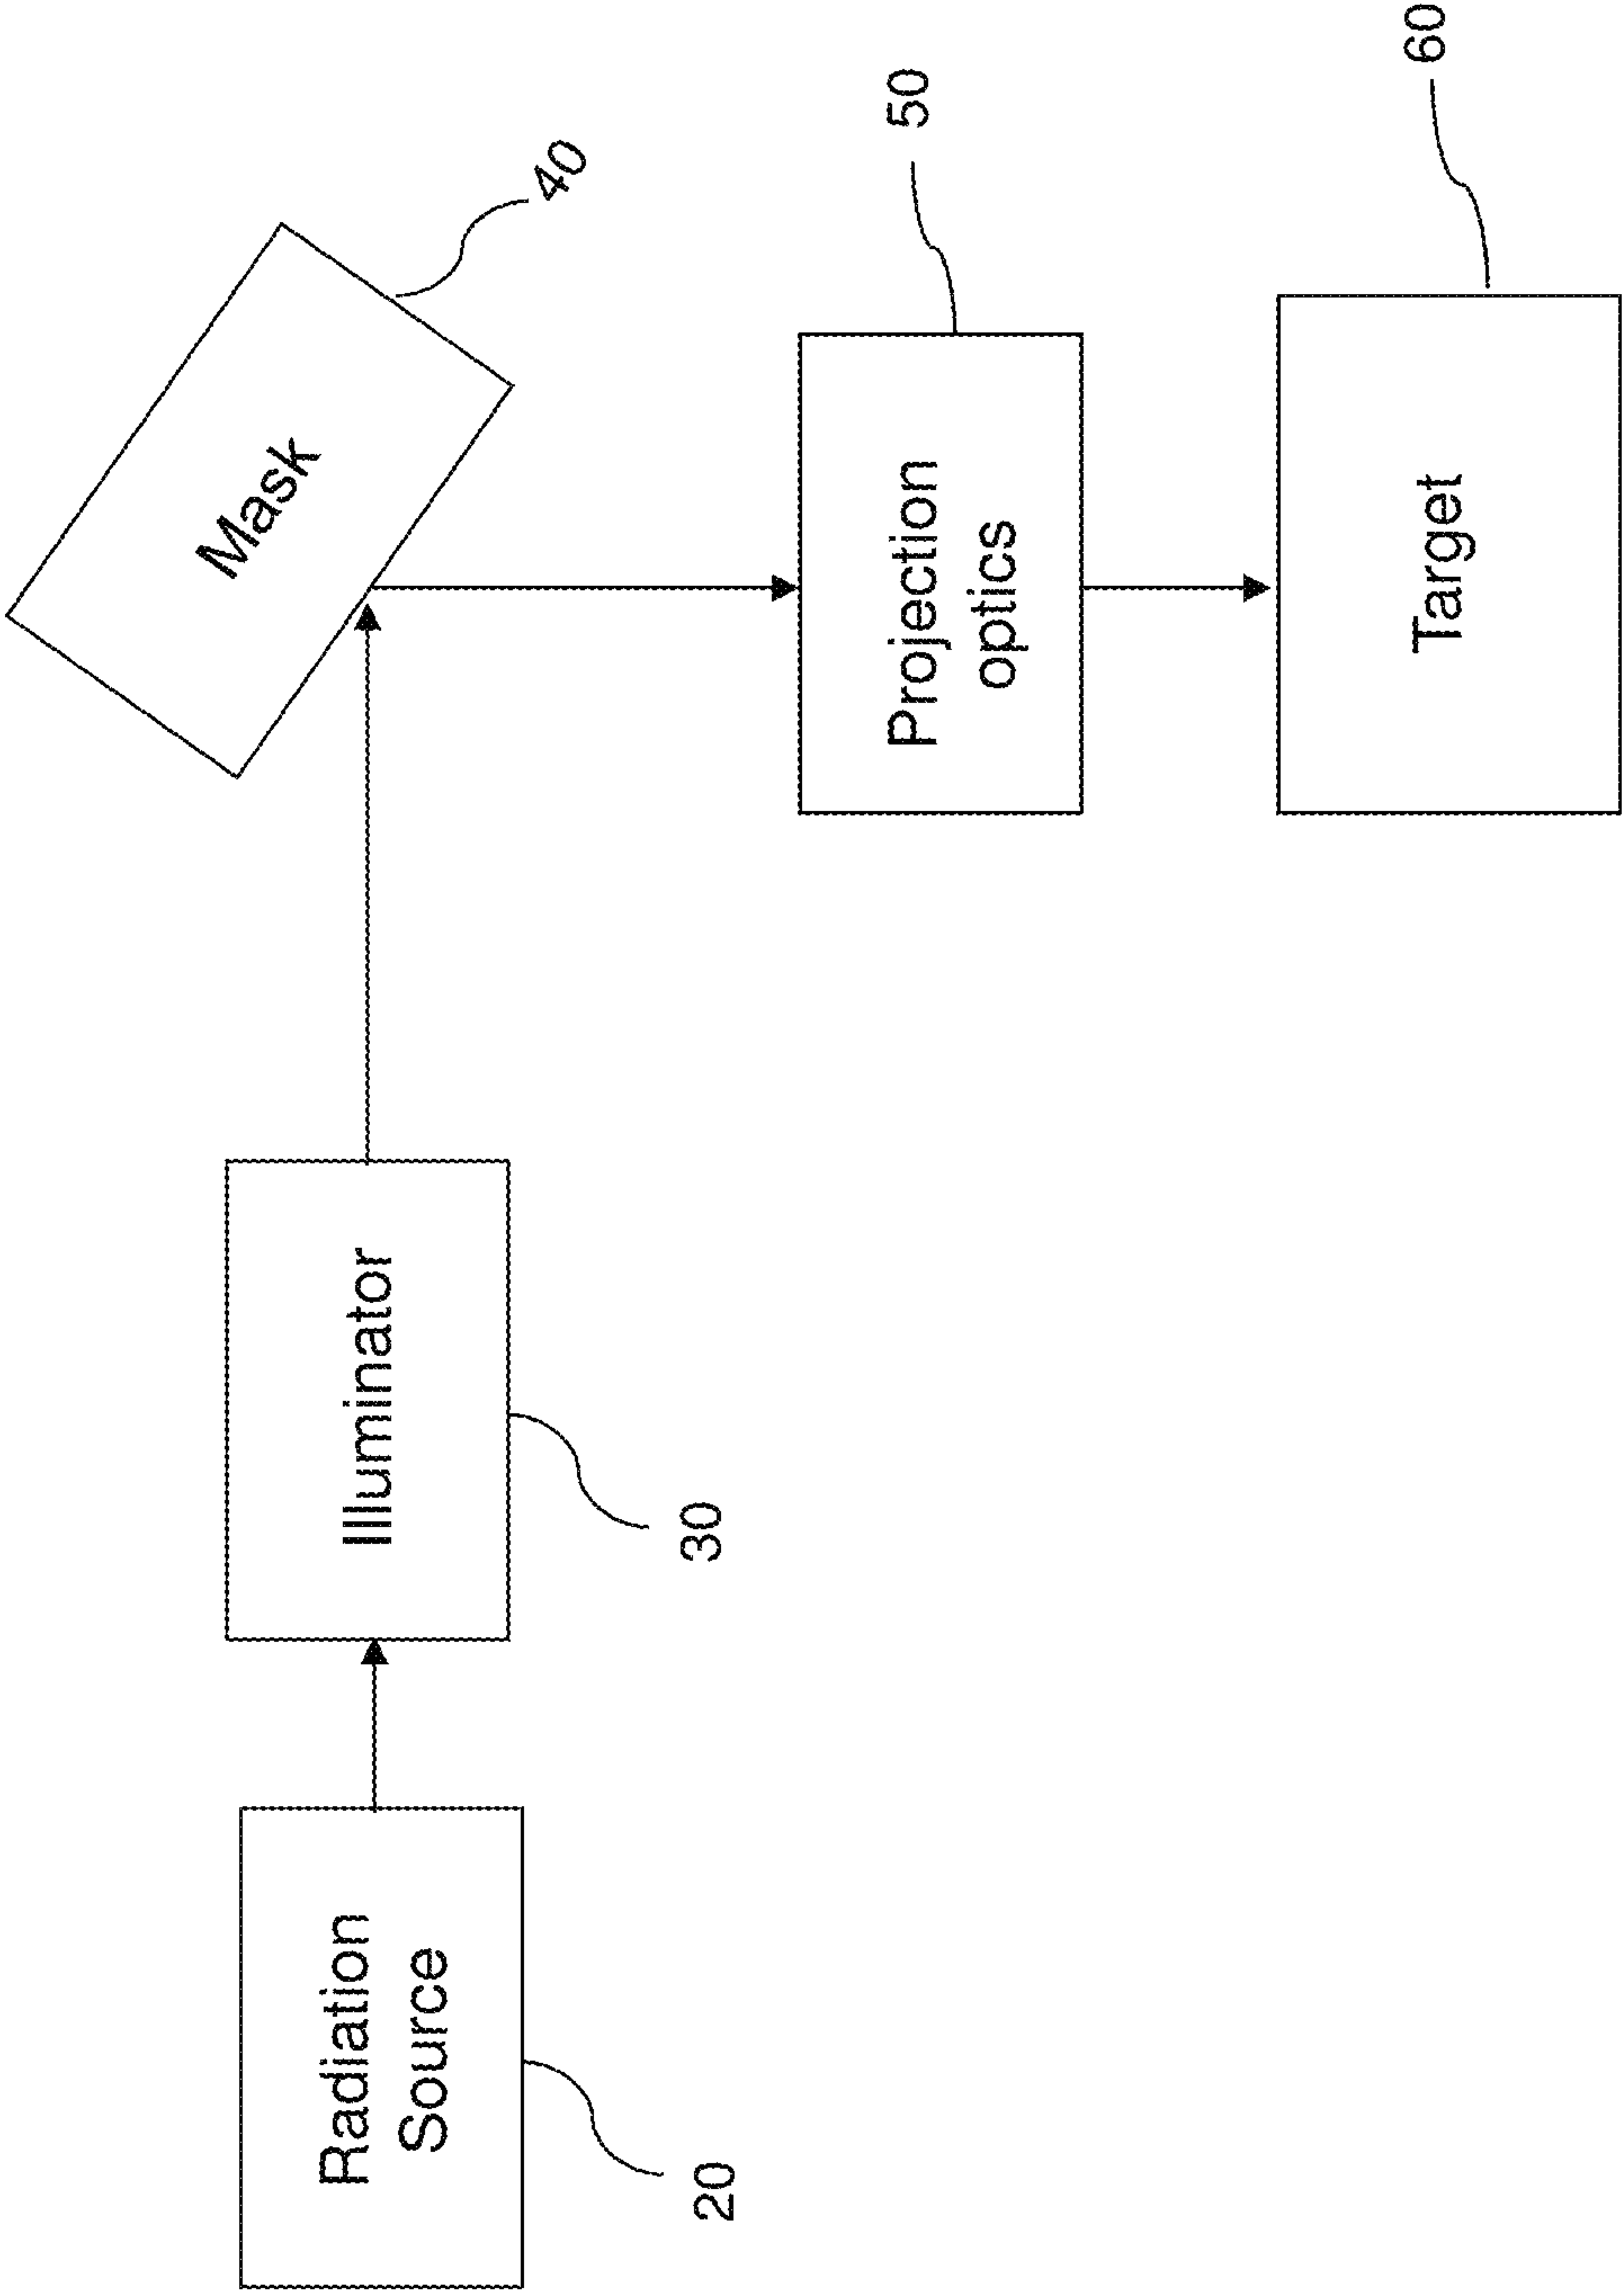 Radiation
Source
20
Illuminator
30
Mask
40
Projection
optics
50
Target
60